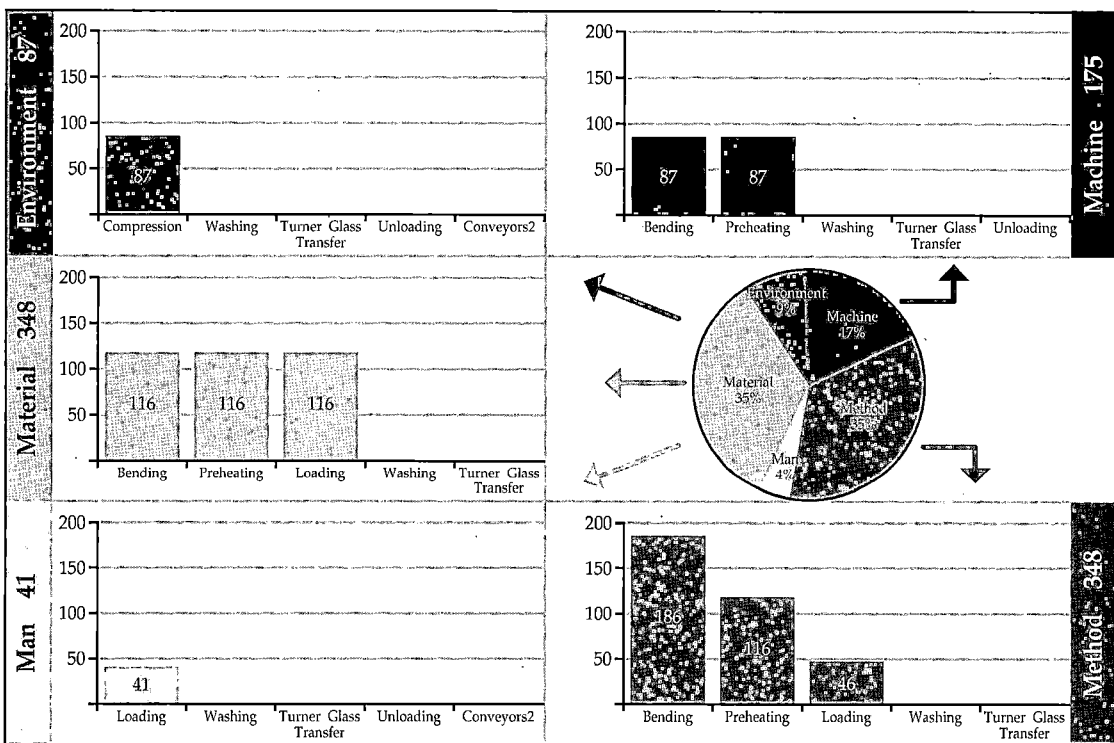 Environment 87
200
150
100
50
87
Compression
Washing
Turner Glass
Transfer
Unloading
Conveyors2
200
150
100
50
87
87
Bending
Preheating
Washing
Turner Glass
Transfer
Unloading
Machine 175
Material 348
200
150
100
50
116
116
116
Bending
Preheating
Loading
Washing
Turner Glass
Transfer
Environment
9%
Machine
17%
Material
35%
Method
35%
Man
4%
Man 41
200
150
100
50
41
Loading
Washing
Turner Glass
Transfer
Unloading
Conveyors2
200
150
100
50
186
116
46
Bending
Preheating
Loading
Washing
Turner Glass
Transfer
Method 348